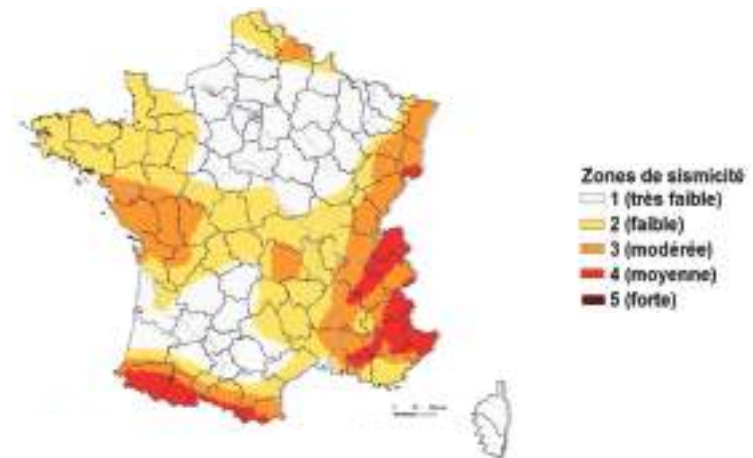 Zones de sismicité
1 (très faible)
2 (faible)
3 (modérée)
4 (moyenne)
5 (forte)